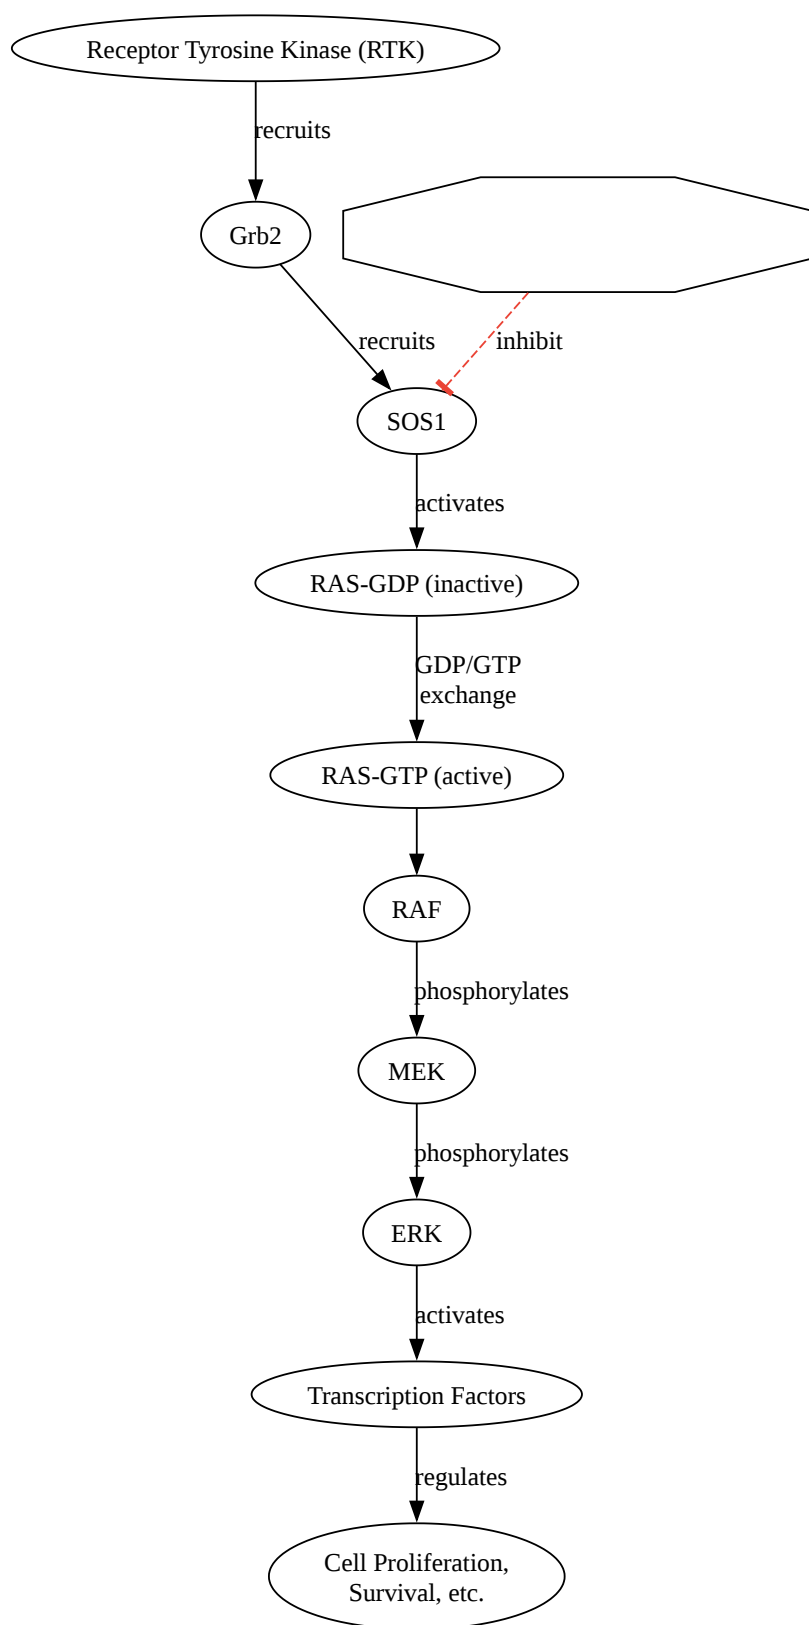 Receptor Tyrosine Kinase (RTK)
recruits
Grb2
recruits
inhibit
SOS1
activates
RAS-GDP (inactive)
GDP/GTP
exchange
RAS-GTP (active)
RAF
phosphorylates
MEK
phosphorylates
ERK
activates
Transcription Factors
regulates
Cell Proliferation,
Survival, etc.